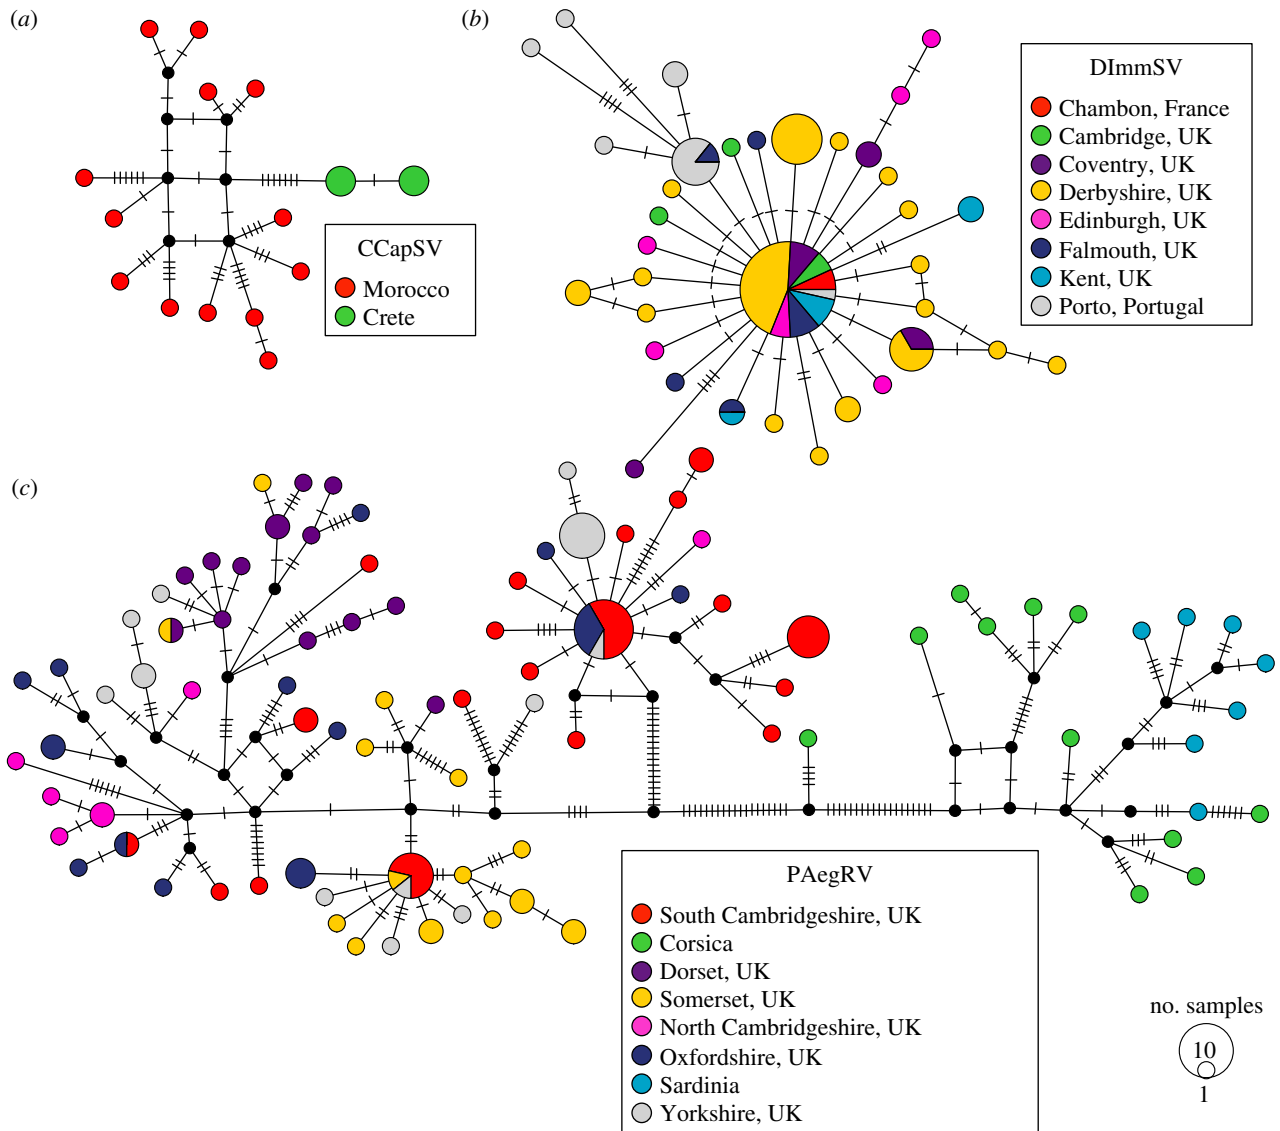 (a)
(b)
CCapSV
Morocco
Crete
DImmSV
Chambon, France
Cambridge, UK
Coventry, UK
Derbyshire, UK
Edinburgh, UK
Falmouth, UK
Kent, UK
Porto, Portugal
(c)
PAegRV
South Cambridgeshire, UK
Corsica
Dorset, UK
Somerset, UK
North Cambridgeshire, UK
Oxfordshire, UK
Sardinia
Yorkshire, UK
no. samples
10
1